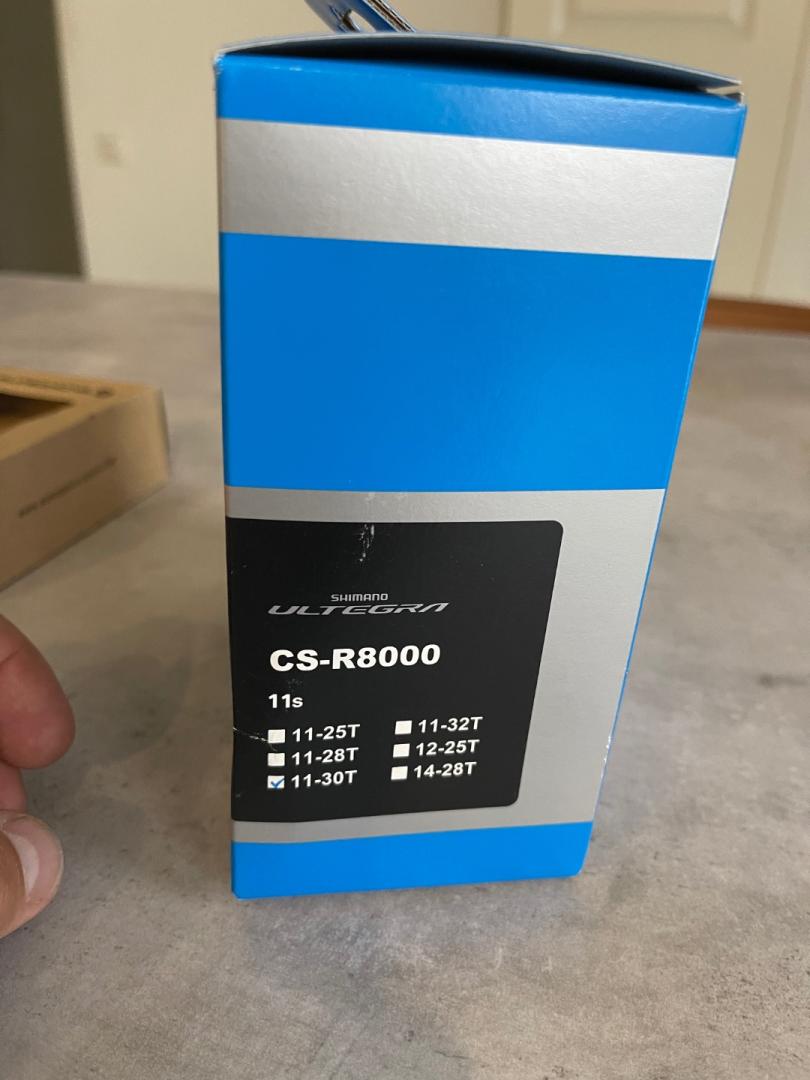 SHIMANO
ULTEGRA
CS-R8000
11s
11-25T
11-28T
11-30T
11-32T
12-25T
14-28T